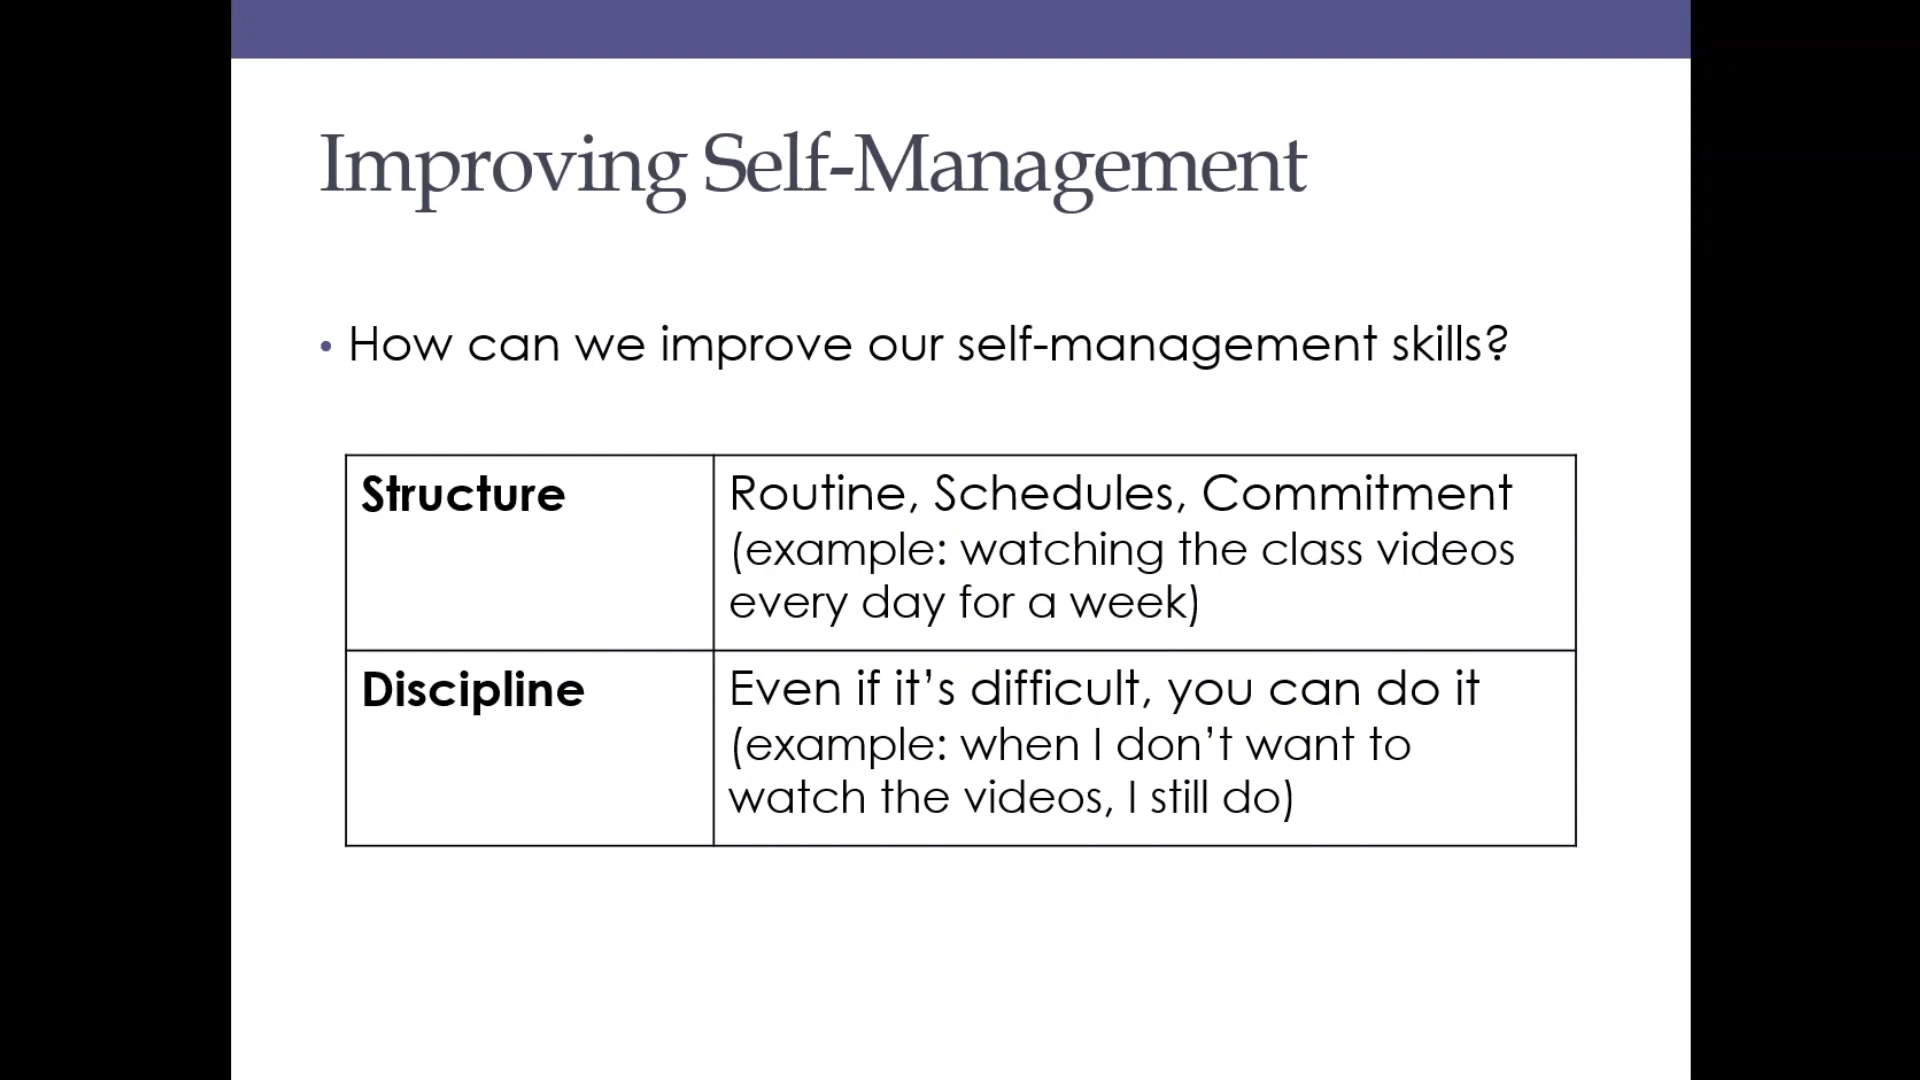 Improving Self-Management
• How can we improve our self-management skills?
Structure
Routine, Schedules, Commitment
(example: watching the class videos
every day for a week)
Discipline
Even if it’s difficult, you can do it
(example: when I don’t want to
watch the videos, I still do)